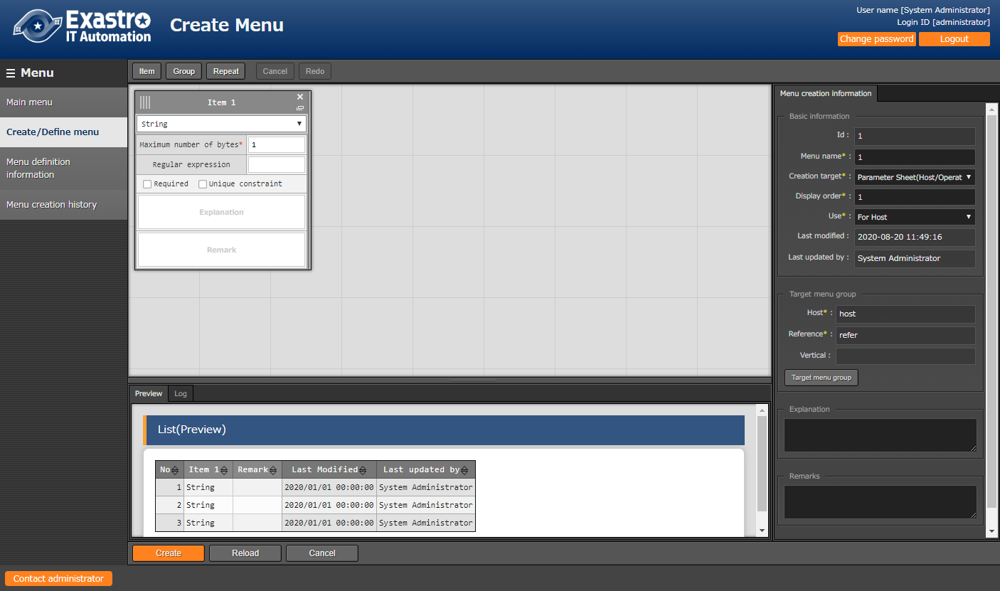 Exastro
IT Automation
Create Menu
User name [System Administrator]
Login ID [administrator]
Change password
Logout
Menu
Main menu
Create/Define menu
Menu definition
information
Menu creation history
Item
Group
Repeat
Cancel
Redo
Item 1
String
Maximum number of bytes* 1
Regular expression
Required
Unique constraint
Explanation
Remark
Menu creation information
Basic information
Id : 1
Menu name* : 1
Creation target* : Parameter Sheet(Host/Operat
Display order* : 1
Use* : For Host
Last modified : 2020-08-20 11:49:16
Last updated by : System Administrator
Target menu group
Host* : host
Reference* : refer
Vertical :
Target menu group
Explanation
Remarks
Preview
Log
List(Preview)
No Item 1 Remark Last Modified Last updated by
1 String 2020/01/01 00:00:00 System Administrator
2 String 2020/01/01 00:00:00 System Administrator
3 String 2020/01/01 00:00:00 System Administrator
Create
Reload
Cancel
Contact administrator